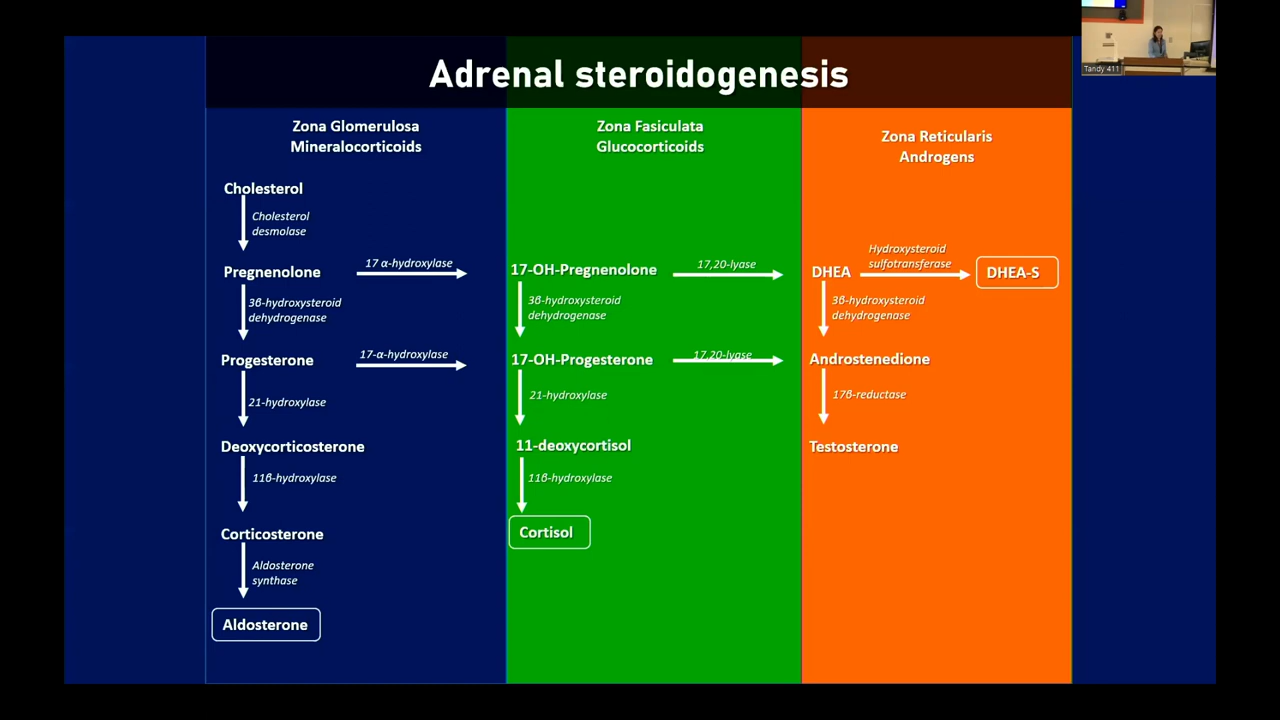 Adrenal steroidogenesis
Tandy 411
Zona Glomerulosa
Mineralocorticoids
Cholesterol
Cholesterol
desmolase
Pregnenolone
17 α-hydroxylase
3β-hydroxysteroid
dehydrogenase
Progesterone
17-α-hydroxylase
21-hydroxylase
Deoxycorticosterone
11β-hydroxylase
Corticosterone
Aldosterone
synthase
Aldosterone
Zona Fasiculata
Glucocorticoids
17-OH-Pregnenolone
17,20-lyase
3β-hydroxysteroid
dehydrogenase
17-OH-Progesterone
17,20-lyase
21-hydroxylase
11-deoxycortisol
11β-hydroxylase
Cortisol
Zona Reticularis
Androgens
DHEA
Hydroxysteroid
sulfotransferase
DHEA-S
3β-hydroxysteroid
dehydrogenase
Androstenedione
17β-reductase
Testosterone